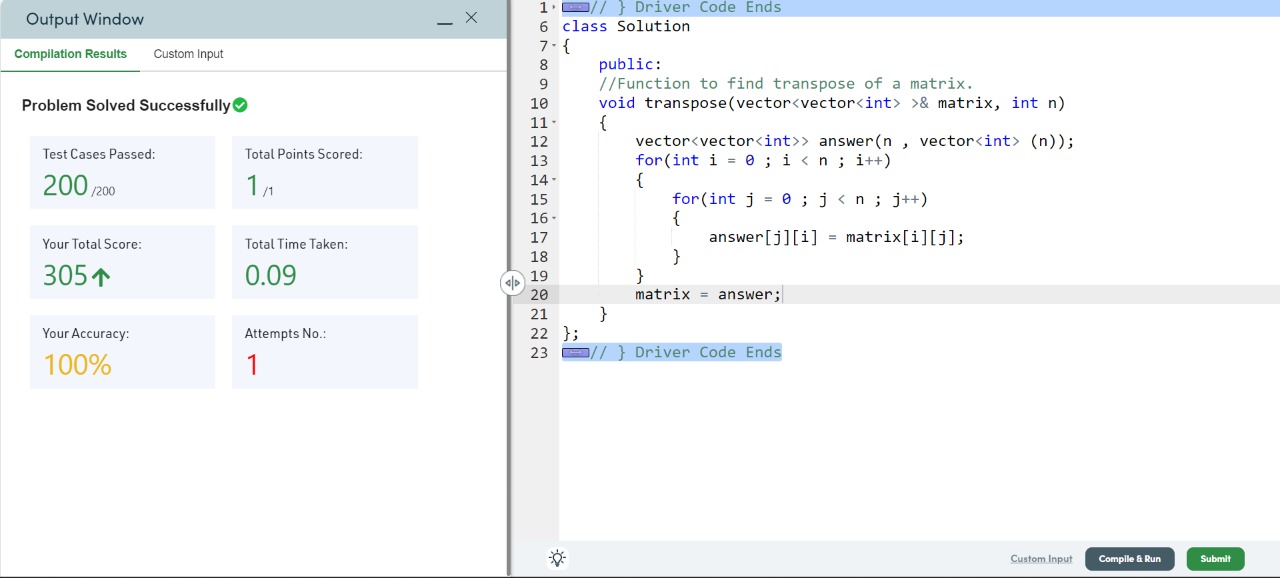 Output Window
Compilation Results
Custom Input
Problem Solved Successfully
Test Cases Passed:
200 /200
Total Points Scored:
1 /1
Your Total Score:
305
Total Time Taken:
0.09
Your Accuracy:
100%
Attempts No.:
1
1 // } Driver Code Ends
6 class Solution
7 {
8 public:
9 //Function to find transpose of a matrix.
10 void transpose(vector<vector<int> >& matrix, int n)
11 {
12 vector<vector<int>> answer(n , vector<int> (n));
13 for(int i = 0 ; i < n ; i++)
14 {
15 for(int j = 0 ; j < n ; j++)
16 {
17 answer[j][i] = matrix[i][j];
18 }
19 }
20 matrix = answer;
21 }
22 };
23 // } Driver Code Ends
Custom Input
Compile & Run
Submit